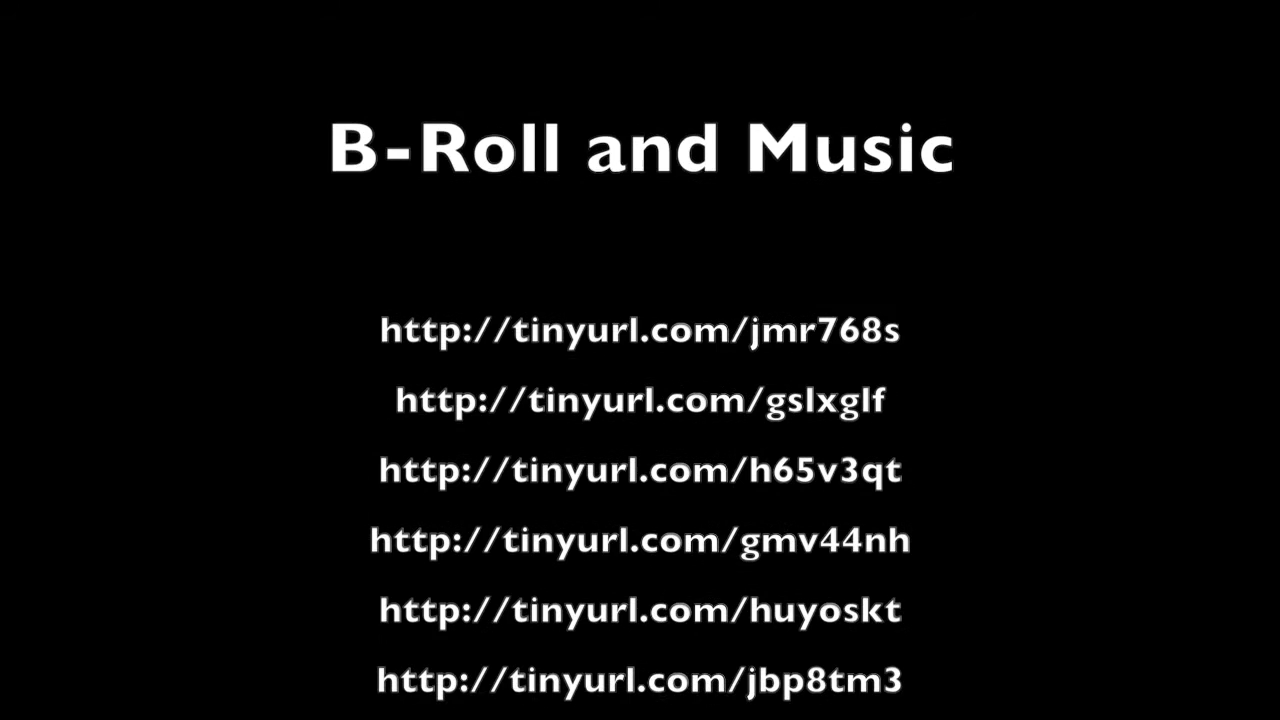 B-Roll and Music
http://tinyurl.com/jmr768s
http://tinyurl.com/gslxglf
http://tinyurl.com/h65v3qt
http://tinyurl.com/gmv44nh
http://tinyurl.com/huyoskt
http://tinyurl.com/jbp8tm3